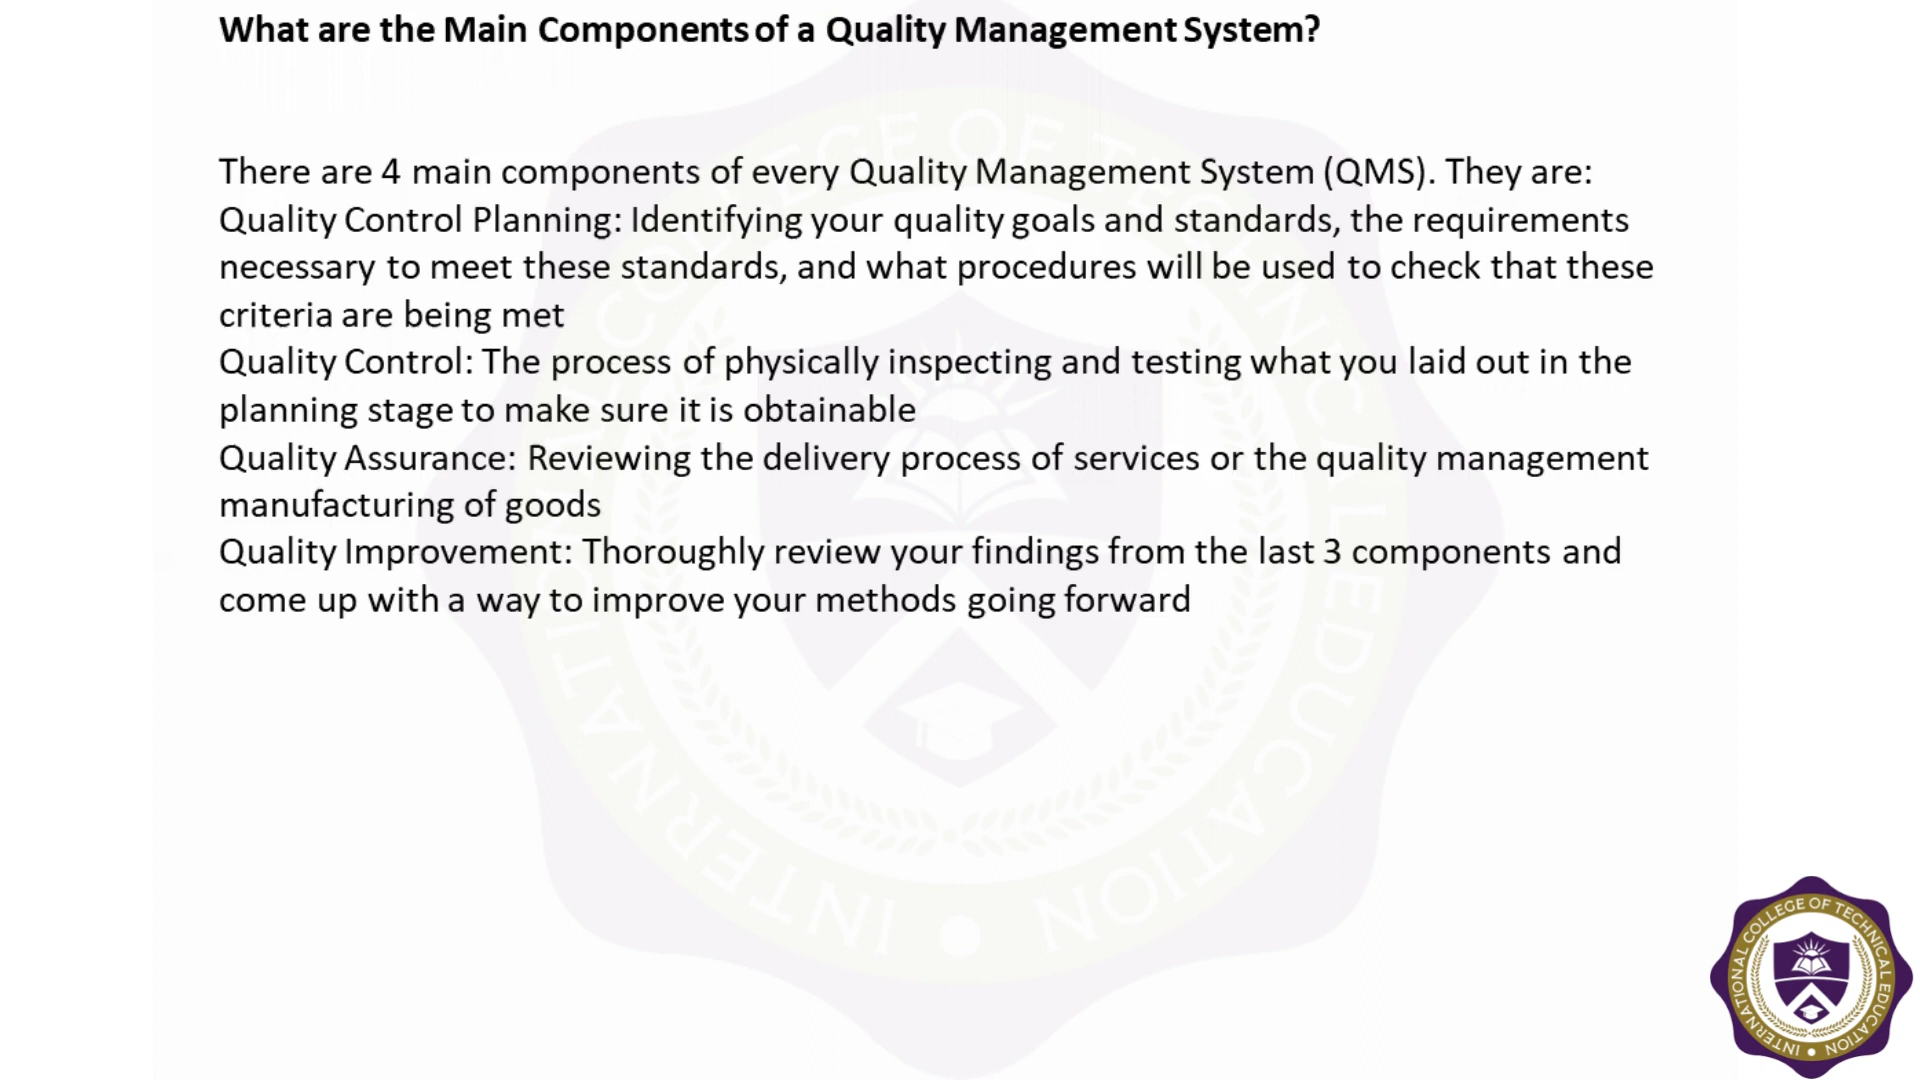 What are the Main Components of a Quality Management System?
There are 4 main components of every Quality Management System (QMS). They are:
Quality Control Planning: Identifying your quality goals and standards, the requirements
necessary to meet these standards, and what procedures will be used to check that these
criteria are being met
Quality Control: The process of physically inspecting and testing what you laid out in the
planning stage to make sure it is obtainable
Quality Assurance: Reviewing the delivery process of services or the quality management
manufacturing of goods
Quality Improvement: Thoroughly review your findings from the last 3 components and
come up with a way to improve your methods going forward
INTERNATIONAL COLLEGE OF TECHNICAL EDUCATION
INTERNATIONAL COLLEGE OF TECHNICAL EDUCATION